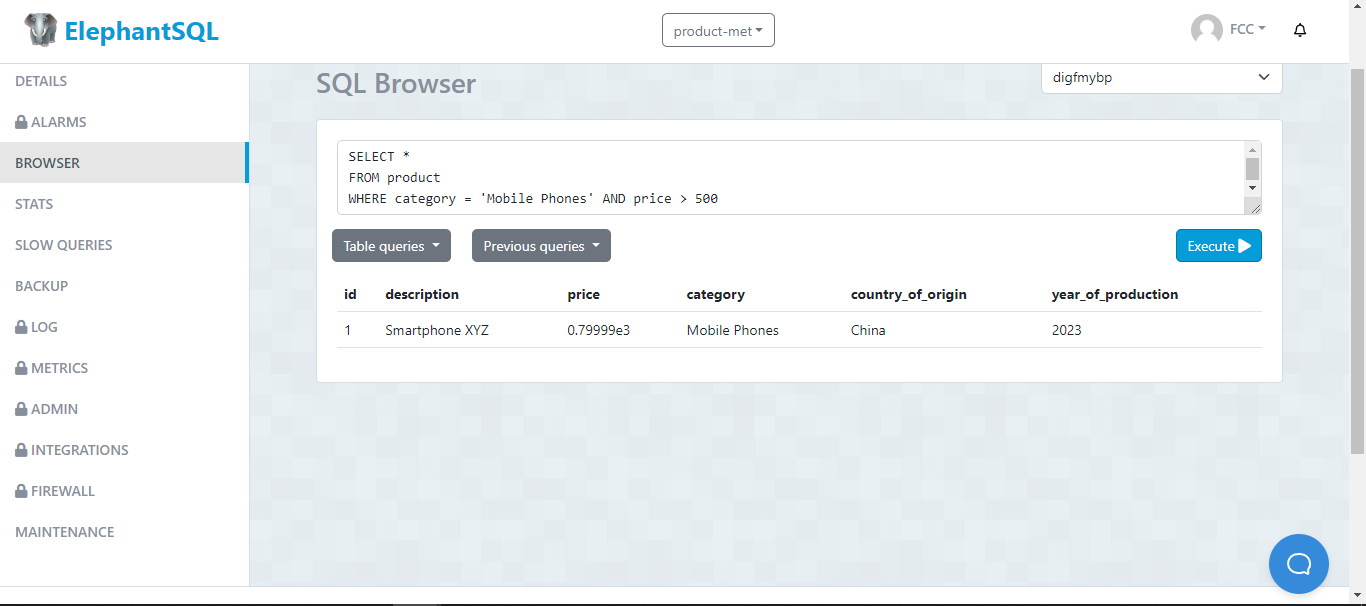 ElephantSQL
product-met
FCC
DETAILS
ALARMS
BROWSER
STATS
SLOW QUERIES
BACKUP
LOG
METRICS
ADMIN
INTEGRATIONS
FIREWALL
MAINTENANCE
SQL Browser
digfmybp
SELECT *
FROM product
WHERE category = 'Mobile Phones' AND price > 500
Table queries
Previous queries
Execute
id description price category country_of_origin year_of_production
1 Smartphone XYZ 0.79999e3 Mobile Phones China 2023